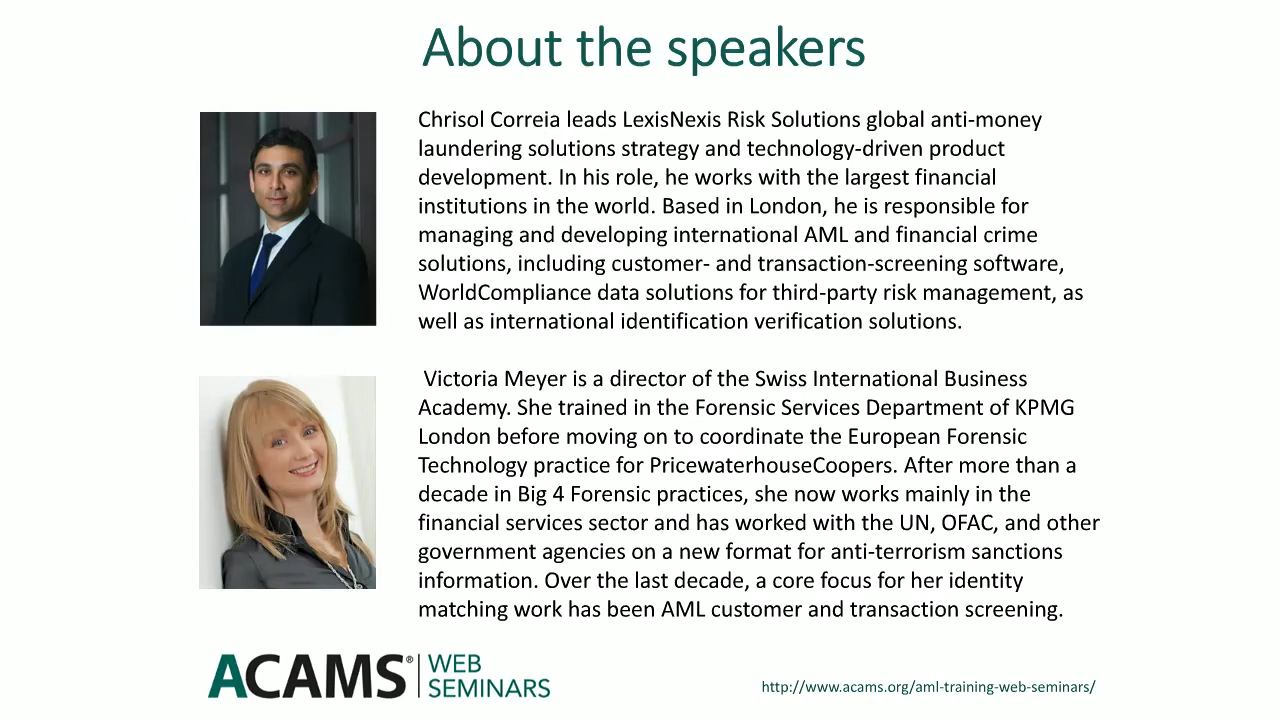 About the speakers
Chrisol Correia leads LexisNexis Risk Solutions global anti-money
laundering solutions strategy and technology-driven product
development. In his role, he works with the largest financial
institutions in the world. Based in London, he is responsible for
managing and developing international AML and financial crime
solutions, including customer- and transaction-screening software,
WorldCompliance data solutions for third-party risk management, as
well as international identification verification solutions.
Victoria Meyer is a director of the Swiss International Business
Academy. She trained in the Forensic Services Department of KPMG
London before moving on to coordinate the European Forensic
Technology practice for PricewaterhouseCoopers. After more than a
decade in Big 4 Forensic practices, she now works mainly in the
financial services sector and has worked with the UN, OFAC, and other
government agencies on a new format for anti-terrorism sanctions
information. Over the last decade, a core focus for her identity
matching work has been AML customer and transaction screening.
ACAMS® WEB
SEMINARS
http://www.acams.org/aml-training-web-seminars/